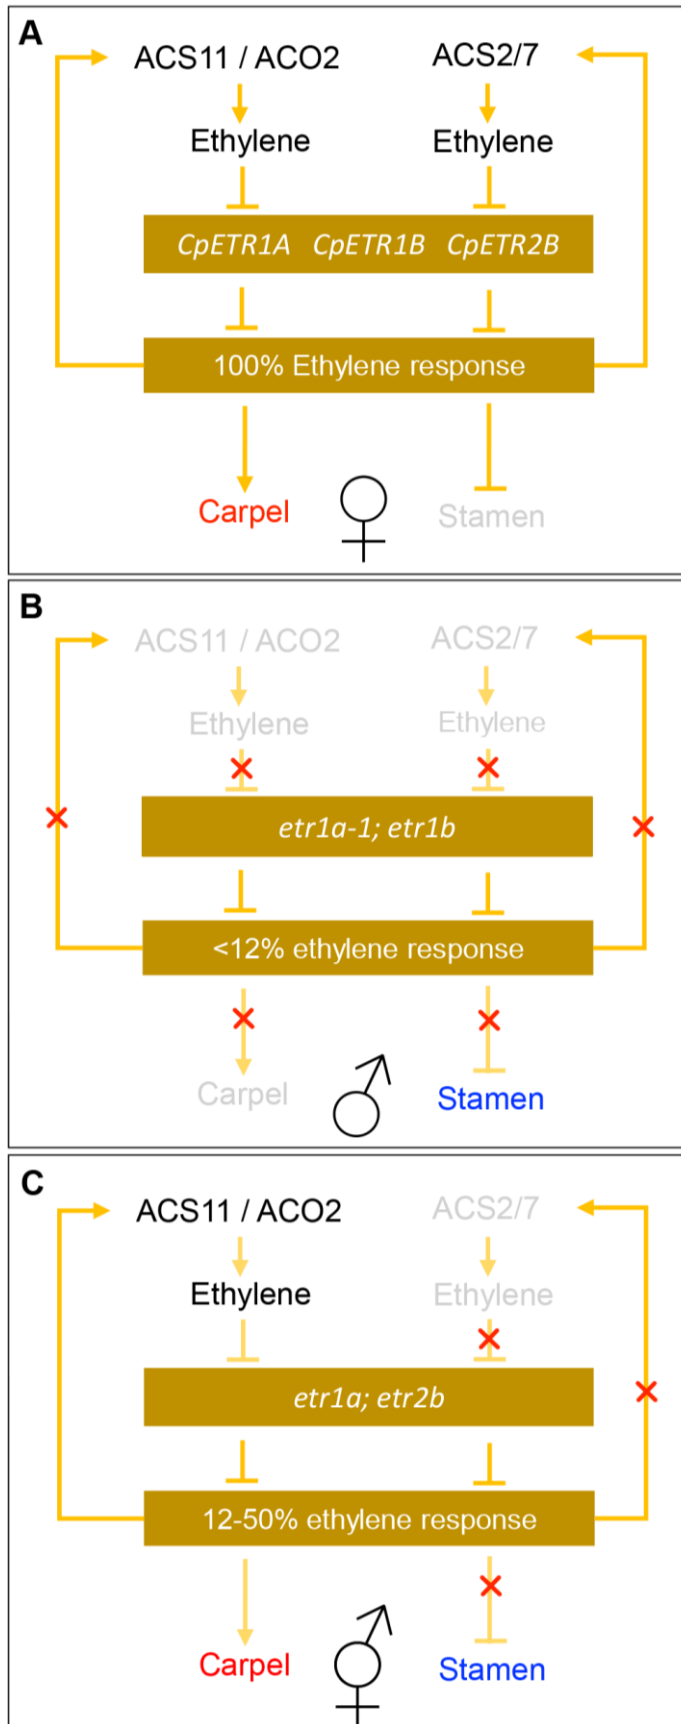 A
ACS11 / ACO2 ACS2/7
Ethylene Ethylene
CpETR1A CpETR1B CpETR2B
100% Ethylene response
Carpel Stamen
B
ACS11 / ACO2 ACS2/7
Ethylene Ethylene
etr1a-1; etr1b
<12% ethylene response
Carpel Stamen
C
ACS11 / ACO2 ACS2/7
Ethylene Ethylene
etr1a; etr2b
12-50% ethylene response
Carpel Stamen